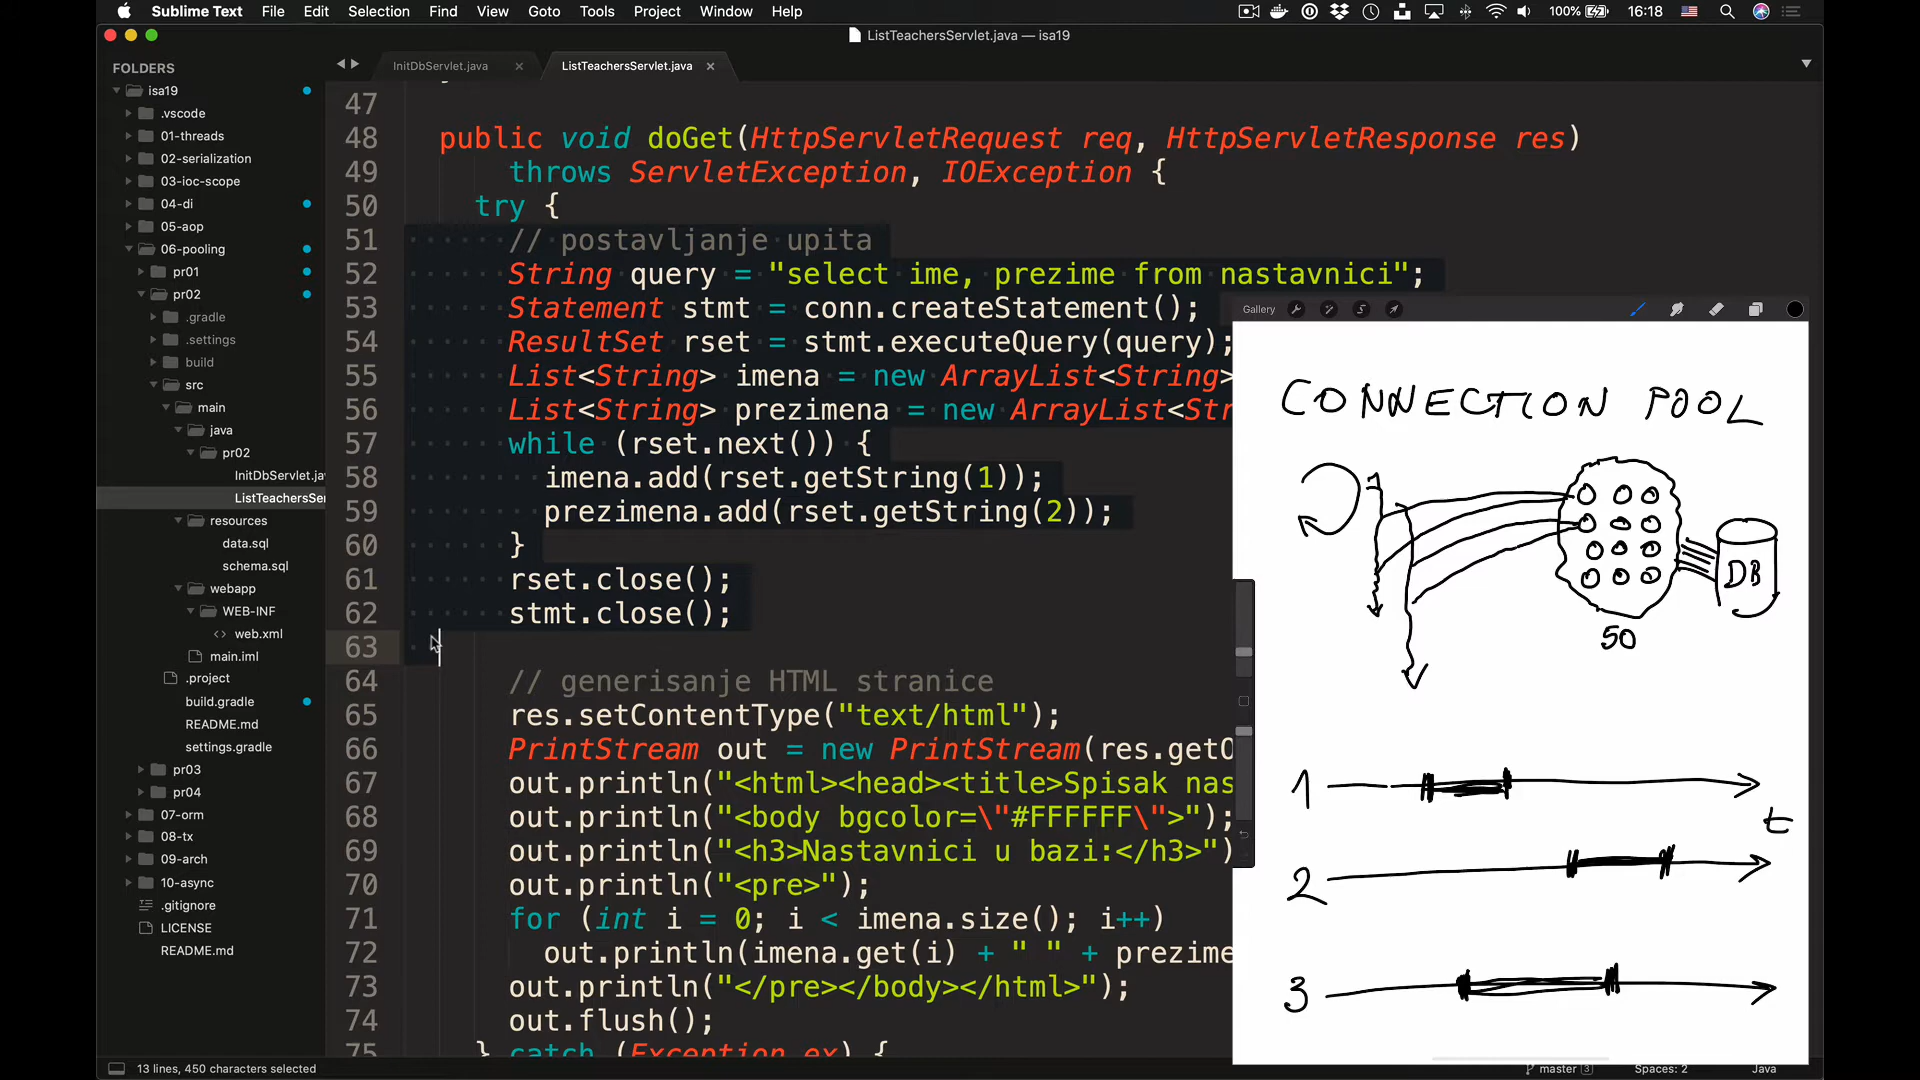 Sublime Text File Edit Selection Find View Goto Tools Project Window Help 100% 16:18
ListTeachersServlet.java — isa19
FOLDERS
isa19
.vscode
01-threads
02-serialization
03-ioc-scope
04-di
05-aop
06-pooling
pr01
pr02
.gradle
.settings
build
src
main
java
pr02
InitDbServlet.jav
ListTeachersSer
resources
data.sql
schema.sql
webapp
WEB-INF
web.xml
main.iml
.project
build.gradle
README.md
settings.gradle
pr03
pr04
07-orm
08-tx
09-arch
10-async
.gitignore
LICENSE
README.md
InitDbServlet.java ListTeachersServlet.java
47
48 public void doGet(HttpServletRequest req, HttpServletResponse res)
49 throws ServletException, IOException {
50 try {
51 // postavljanje upita
52 String query = "select ime, prezime from nastavnici";
53 Statement stmt = conn.createStatement();
54 ResultSet rset = stmt.executeQuery(query);
55 List<String> imena = new ArrayList<String>
56 List<String> prezimena = new ArrayList<Str
57 while (rset.next()) {
58 imena.add(rset.getString(1));
59 prezimena.add(rset.getString(2));
60 }
61 rset.close();
62 stmt.close();
63
64 // generisanje HTML stranice
65 res.setContentType("text/html");
66 PrintStream out = new PrintStream(res.getO
67 out.println("<html><head><title>Spisak nas
68 out.println("<body bgcolor=\"#FFFFFF\">");
69 out.println("<h3>Nastavnici u bazi:</h3>")
70 out.println("<pre>");
71 for (int i = 0; i < imena.size(); i++)
72 out.println(imena.get(i) + " " + prezime
73 out.println("</pre></body></html>");
74 out.flush();
75 } catch (Exception ex) {
Gallery
CONNECTION POOL
DB
50
1
t
2
3
13 lines, 450 characters selected
master 3 Spaces: 2 Java